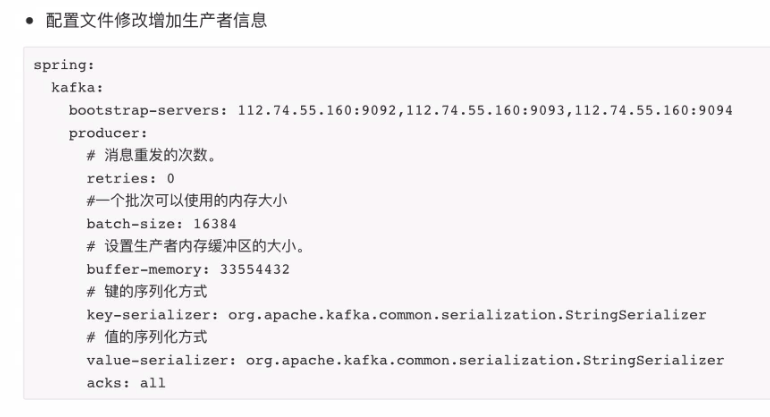 • 配置文件修改增加生产者信息
spring:
  kafka:
    bootstrap-servers: 112.74.55.160:9092,112.74.55.160:9093,112.74.55.160:9094
    producer:
      # 消息重发的次数。
      retries: 0
      #一个批次可以使用的内存大小
      batch-size: 16384
      # 设置生产者内存缓冲区的大小。
      buffer-memory: 33554432
      # 键的序列化方式
      key-serializer: org.apache.kafka.common.serialization.StringSerializer
      # 值的序列化方式
      value-serializer: org.apache.kafka.common.serialization.StringSerializer
      acks: all